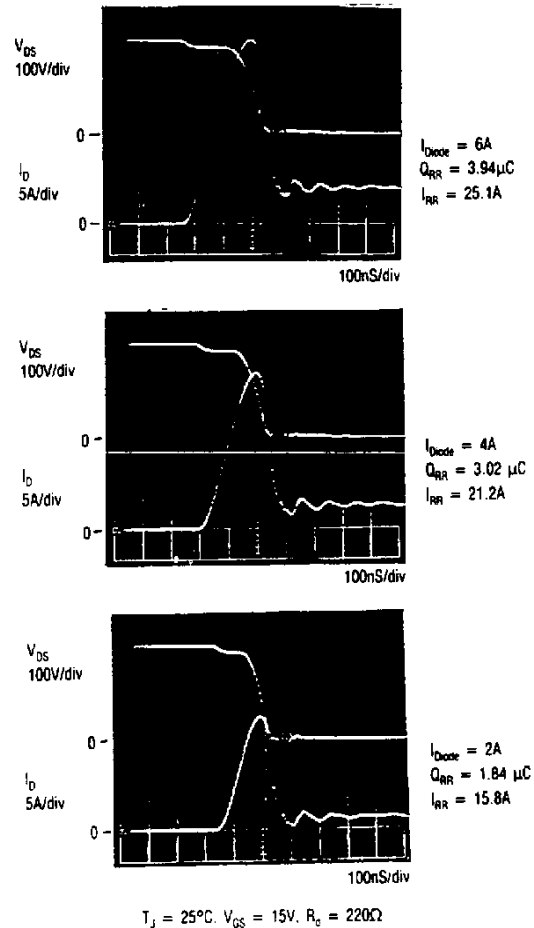 V_DS
100V/div
0
I_D
5A/div
0
I_Diode = 6A
Q_RR = 3.94μC
I_RR = 25.1A
100nS/div
V_DS
100V/div
0
I_D
5A/div
0
I_Diode = 4A
Q_RR = 3.02 μC
I_RR = 21.2A
100nS/div
V_DS
100V/div
0
I_D
5A/div
0
I_Diode = 2A
Q_RR = 1.84 μC
I_RR = 15.8A
100nS/div
T_J = 25°C. V_GS = 15V, R_G = 220Ω